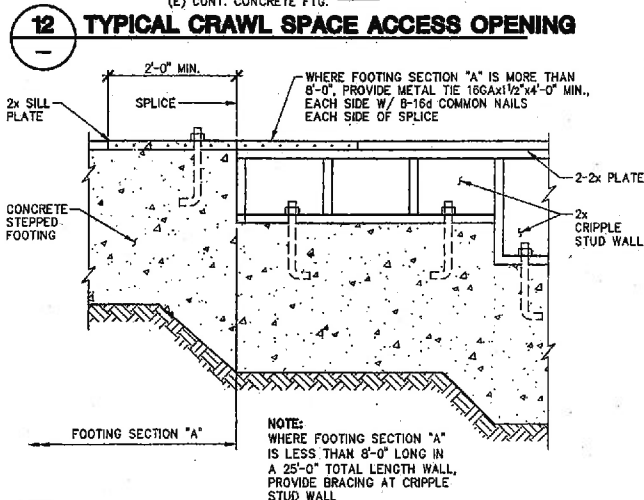 (E) CONT. CONCRETE FTG.
12 TYPICAL CRAWL SPACE ACCESS OPENING
2'-0" MIN.
WHERE FOOTING SECTION "A" IS MORE THAN
8'-0", PROVIDE METAL TIE 16GAx1½"x4'-0" MIN.,
EACH SIDE W/ 8-16d COMMON NAILS
EACH SIDE OF SPLICE
2x SILL
PLATE
SPLICE
2-2x PLATE
2x
CRIPPLE
STUD WALL
CONCRETE
STEPPED
FOOTING
FOOTING SECTION "A"
NOTE:
WHERE FOOTING SECTION "A"
IS LESS THAN 8'-0" LONG IN
A 25'-0" TOTAL LENGTH WALL,
PROVIDE BRACING AT CRIPPLE
STUD WALL